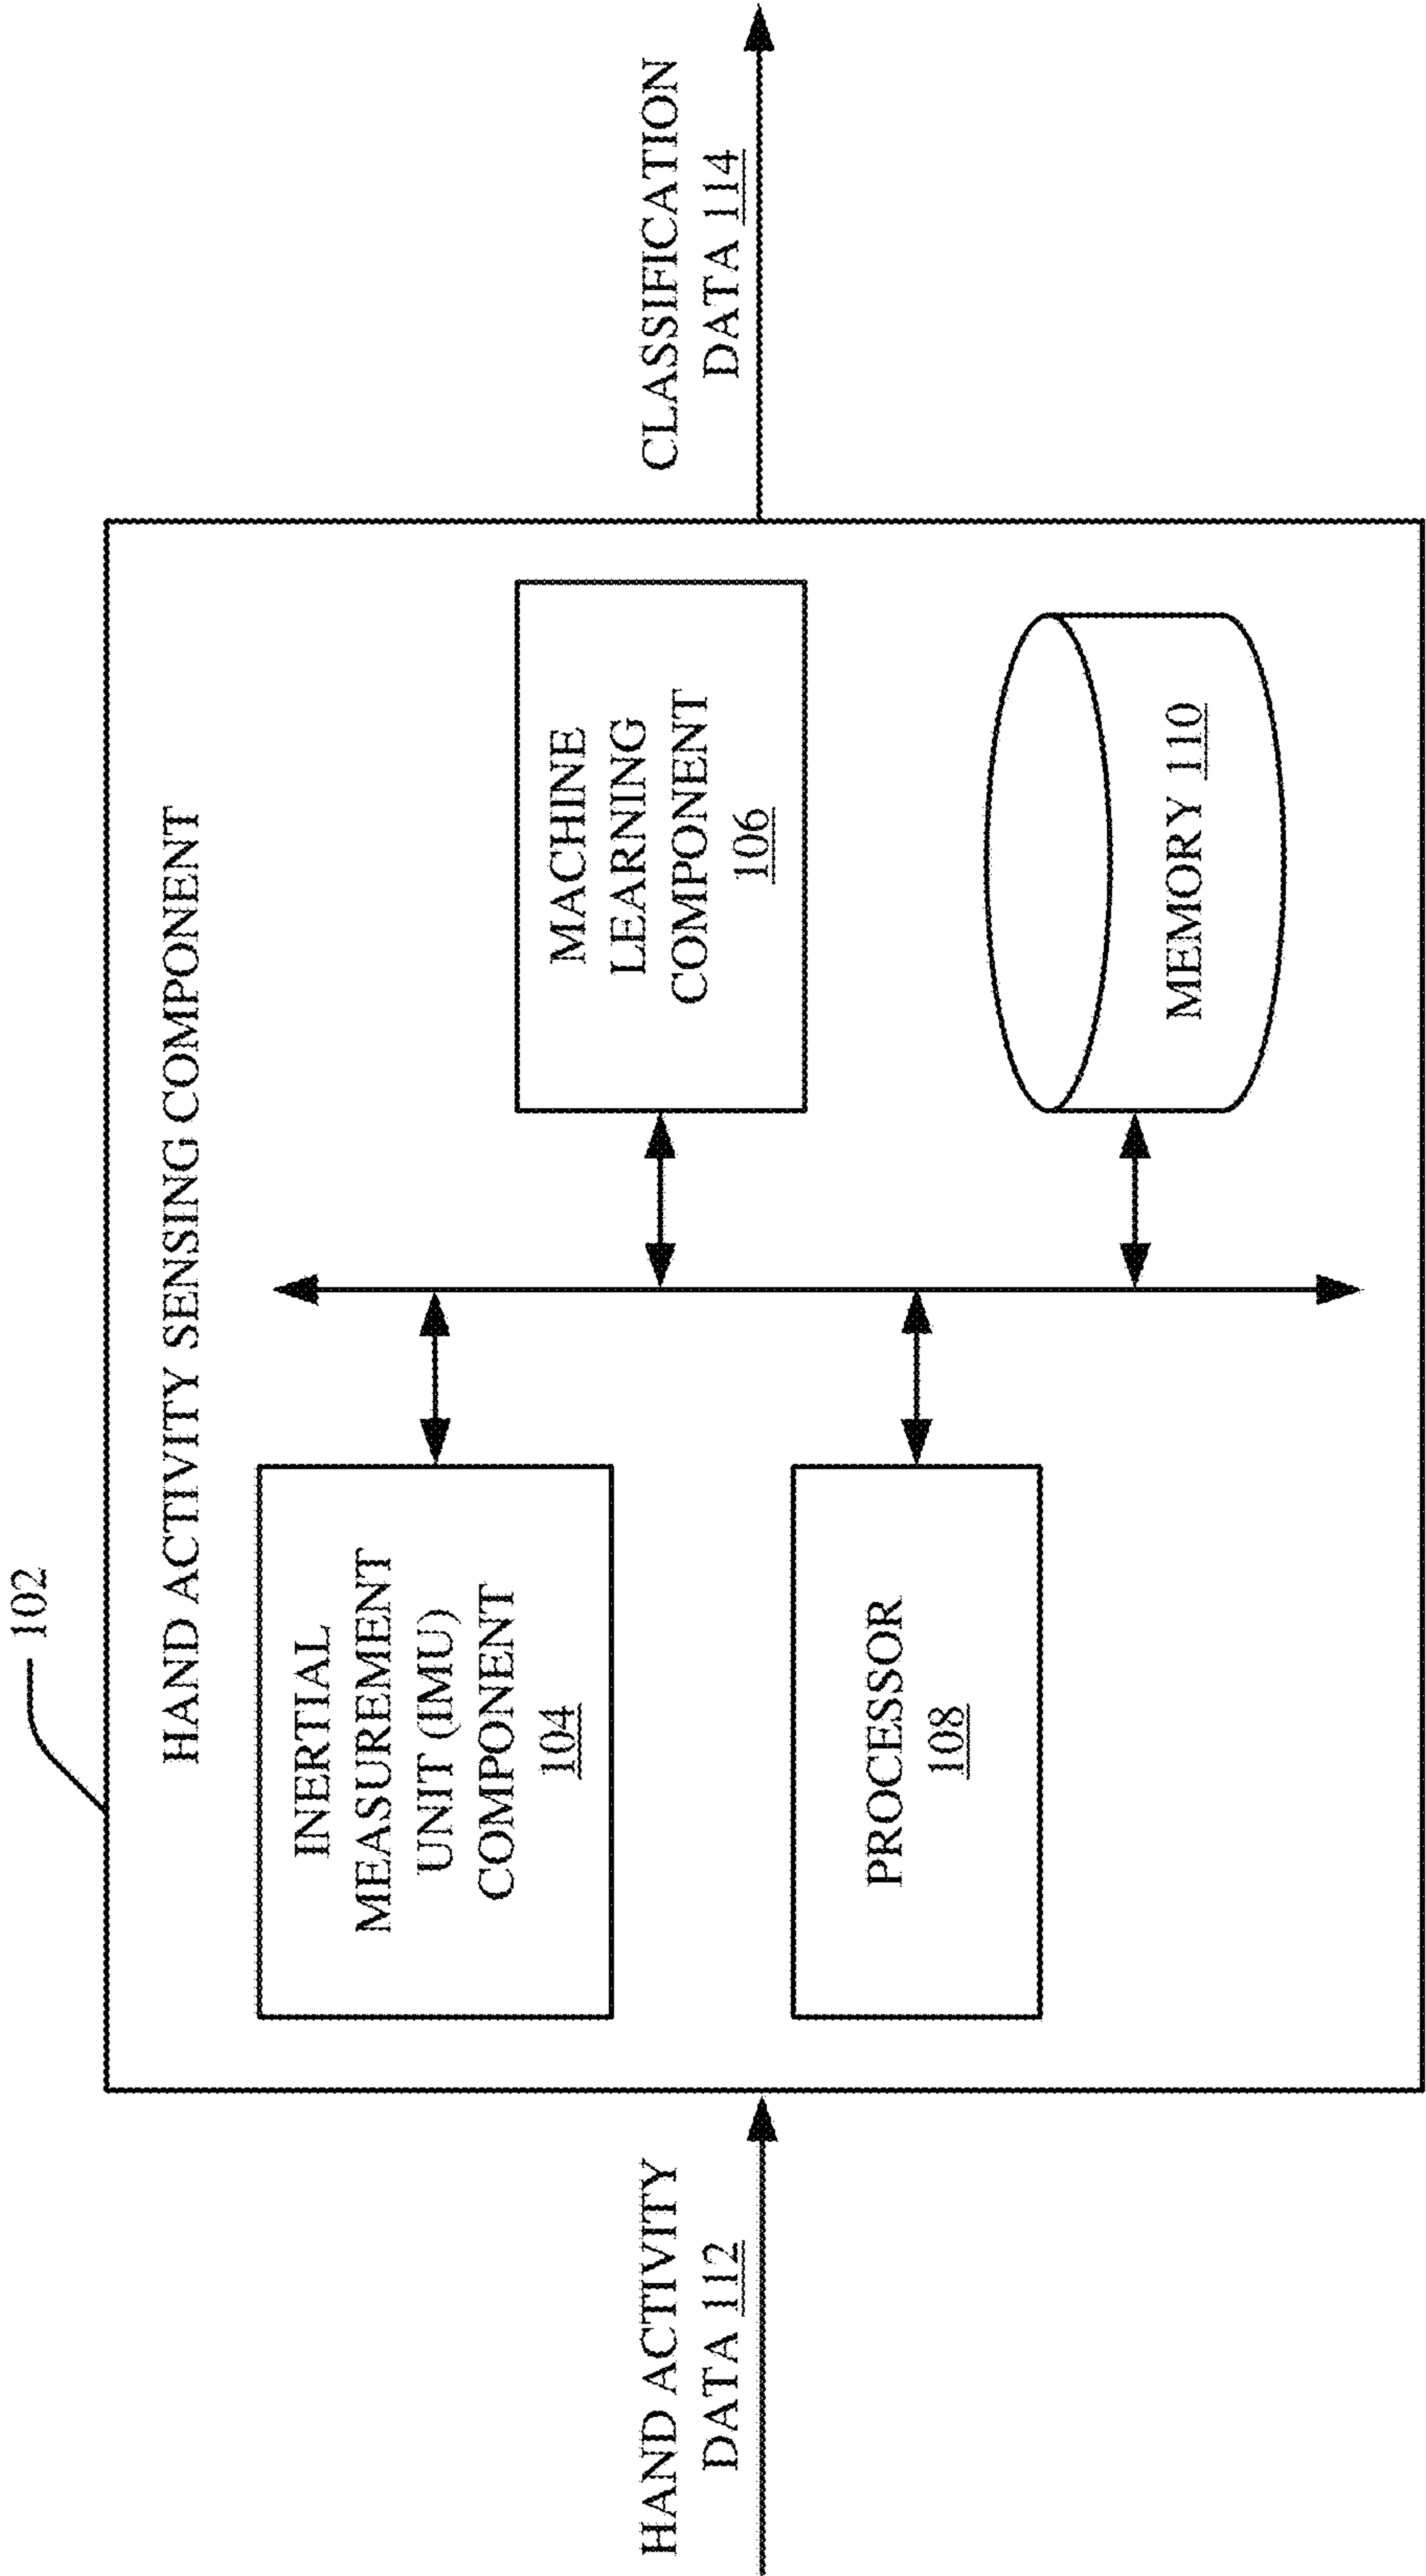 102
HAND ACTIVITY SENSING COMPONENT
HAND ACTIVITY
DATA 112
INERTIAL
MEASUREMENT
UNIT (IMU)
COMPONENT
104
MACHINE
LEARNING
COMPONENT
106
CLASSIFICATION
DATA 114
PROCESSOR
108
MEMORY 110